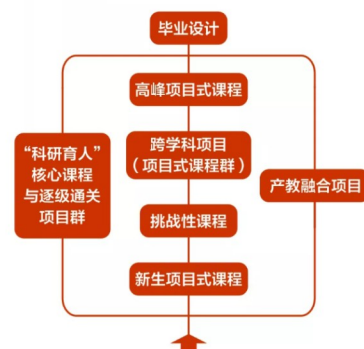 毕业设计
高峰项目式课程
“科研育人”
核心课程
与逐级通关
项目群
跨学科项目
（项目式课程群）
产教融合项目
挑战性课程
新生项目式课程